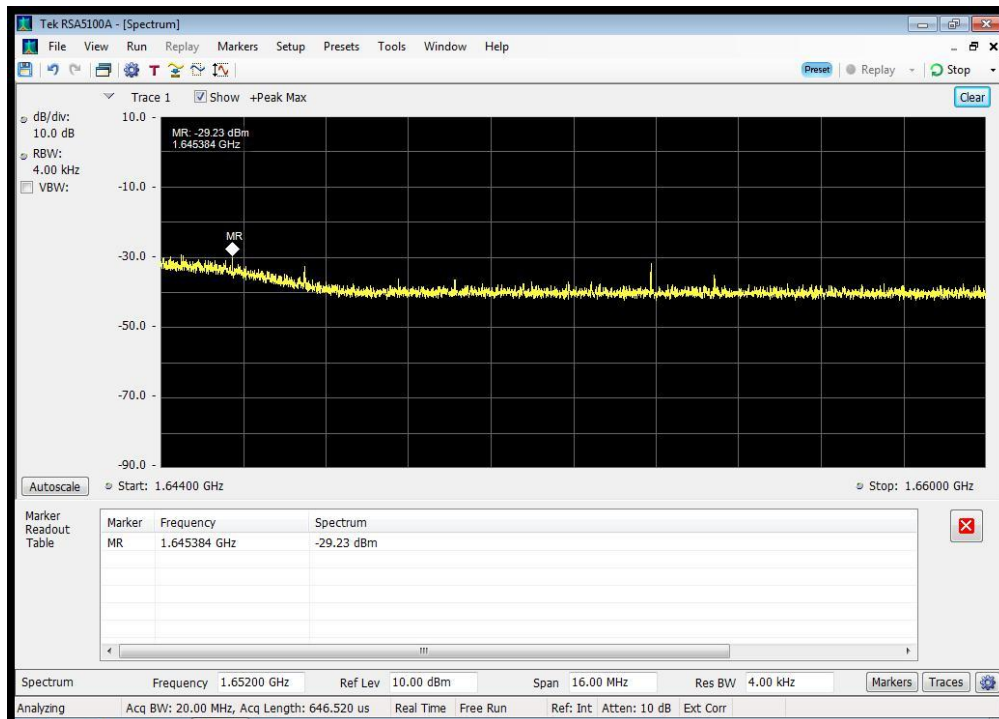 Tek RSA5100A - [Spectrum]
File View Run Replay Markers Setup Presets Tools Window Help
Preset Replay Stop
Trace 1 Show +Peak Max Clear
dB/div:
10.0 dB
RBW:
4.00 kHz
VBW:
10.0
-10.0
-30.0
-50.0
-70.0
-90.0
MR: -29.23 dBm
1.645384 GHz
MR
Autoscale Start: 1.64400 GHz Stop: 1.66000 GHz
Marker
Readout
Table
Marker Frequency Spectrum
MR 1.645384 GHz -29.23 dBm
Spectrum Frequency 1.65200 GHz Ref Lev 10.00 dBm Span 16.00 MHz Res BW 4.00 kHz Markers Traces
Analyzing Acq BW: 20.00 MHz, Acq Length: 646.520 us Real Time Free Run Ref: Int Atten: 10 dB Ext Corr